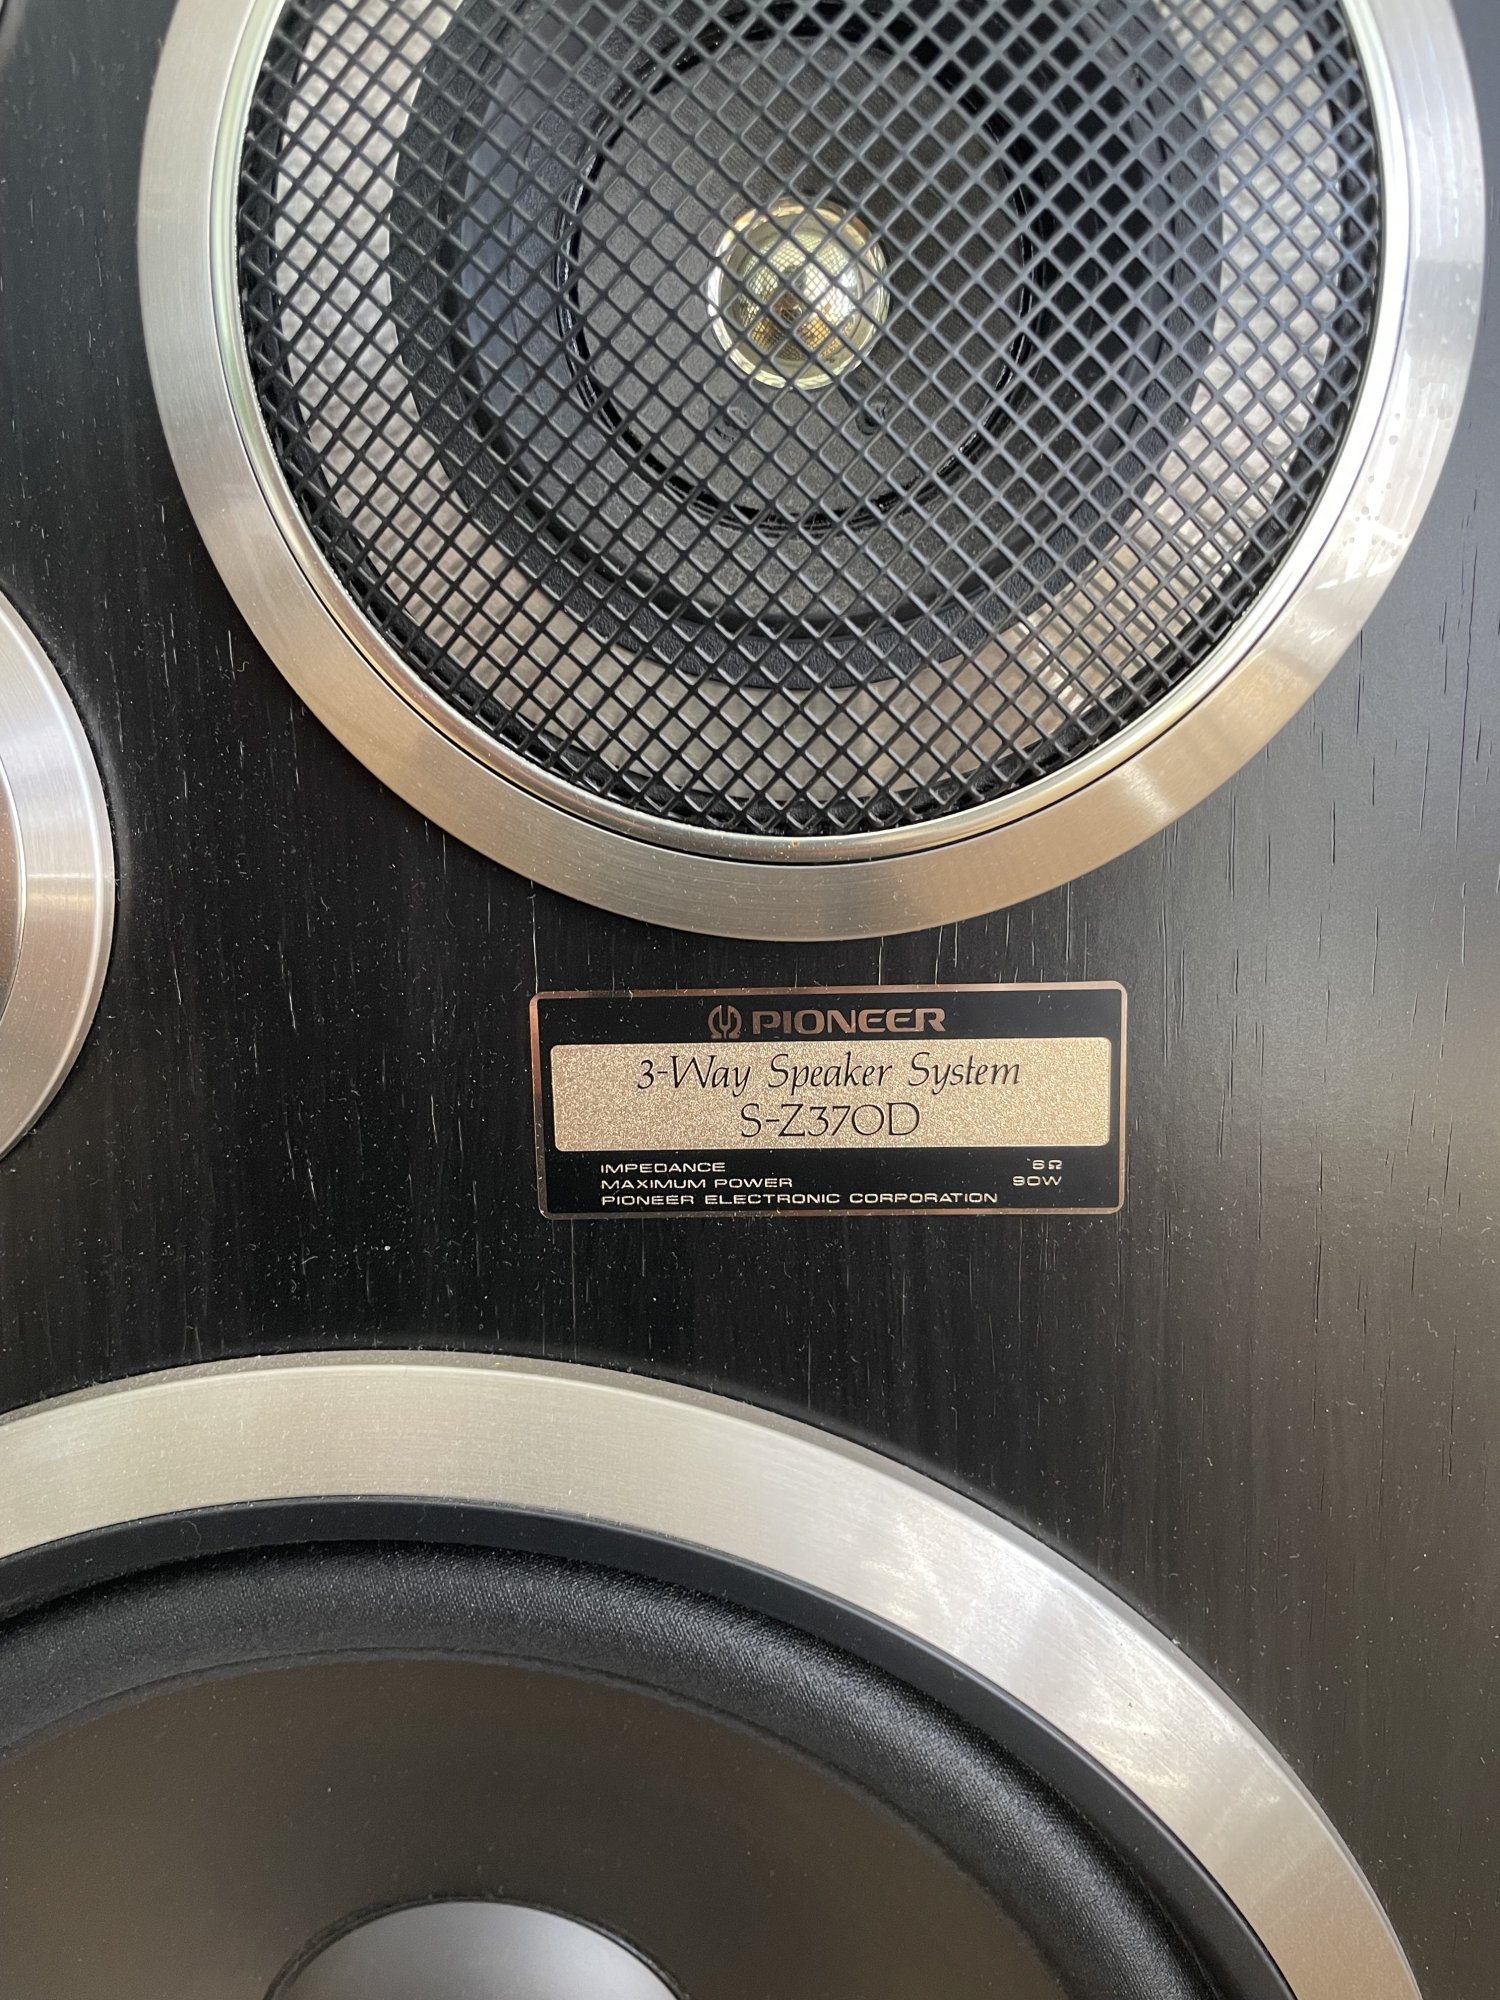 PIONEER
3-Way Speaker System
S-Z370D
IMPEDANCE 6Ω
MAXIMUM POWER 90W
PIONEER ELECTRONIC CORPORATION